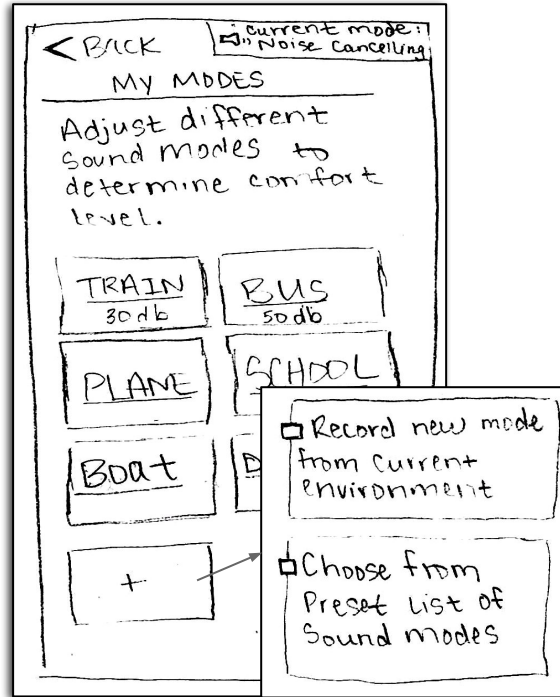 < BACK
current mode:
"Noise Cancelling
MY MODES
Adjust different
Sound modes to
determine comfort
level.
TRAIN
30db
BUS
50db
PLANE
SCHOOL
Boat
D
+
Record new mode
from current
environment
Choose from
Preset list of
Sound modes